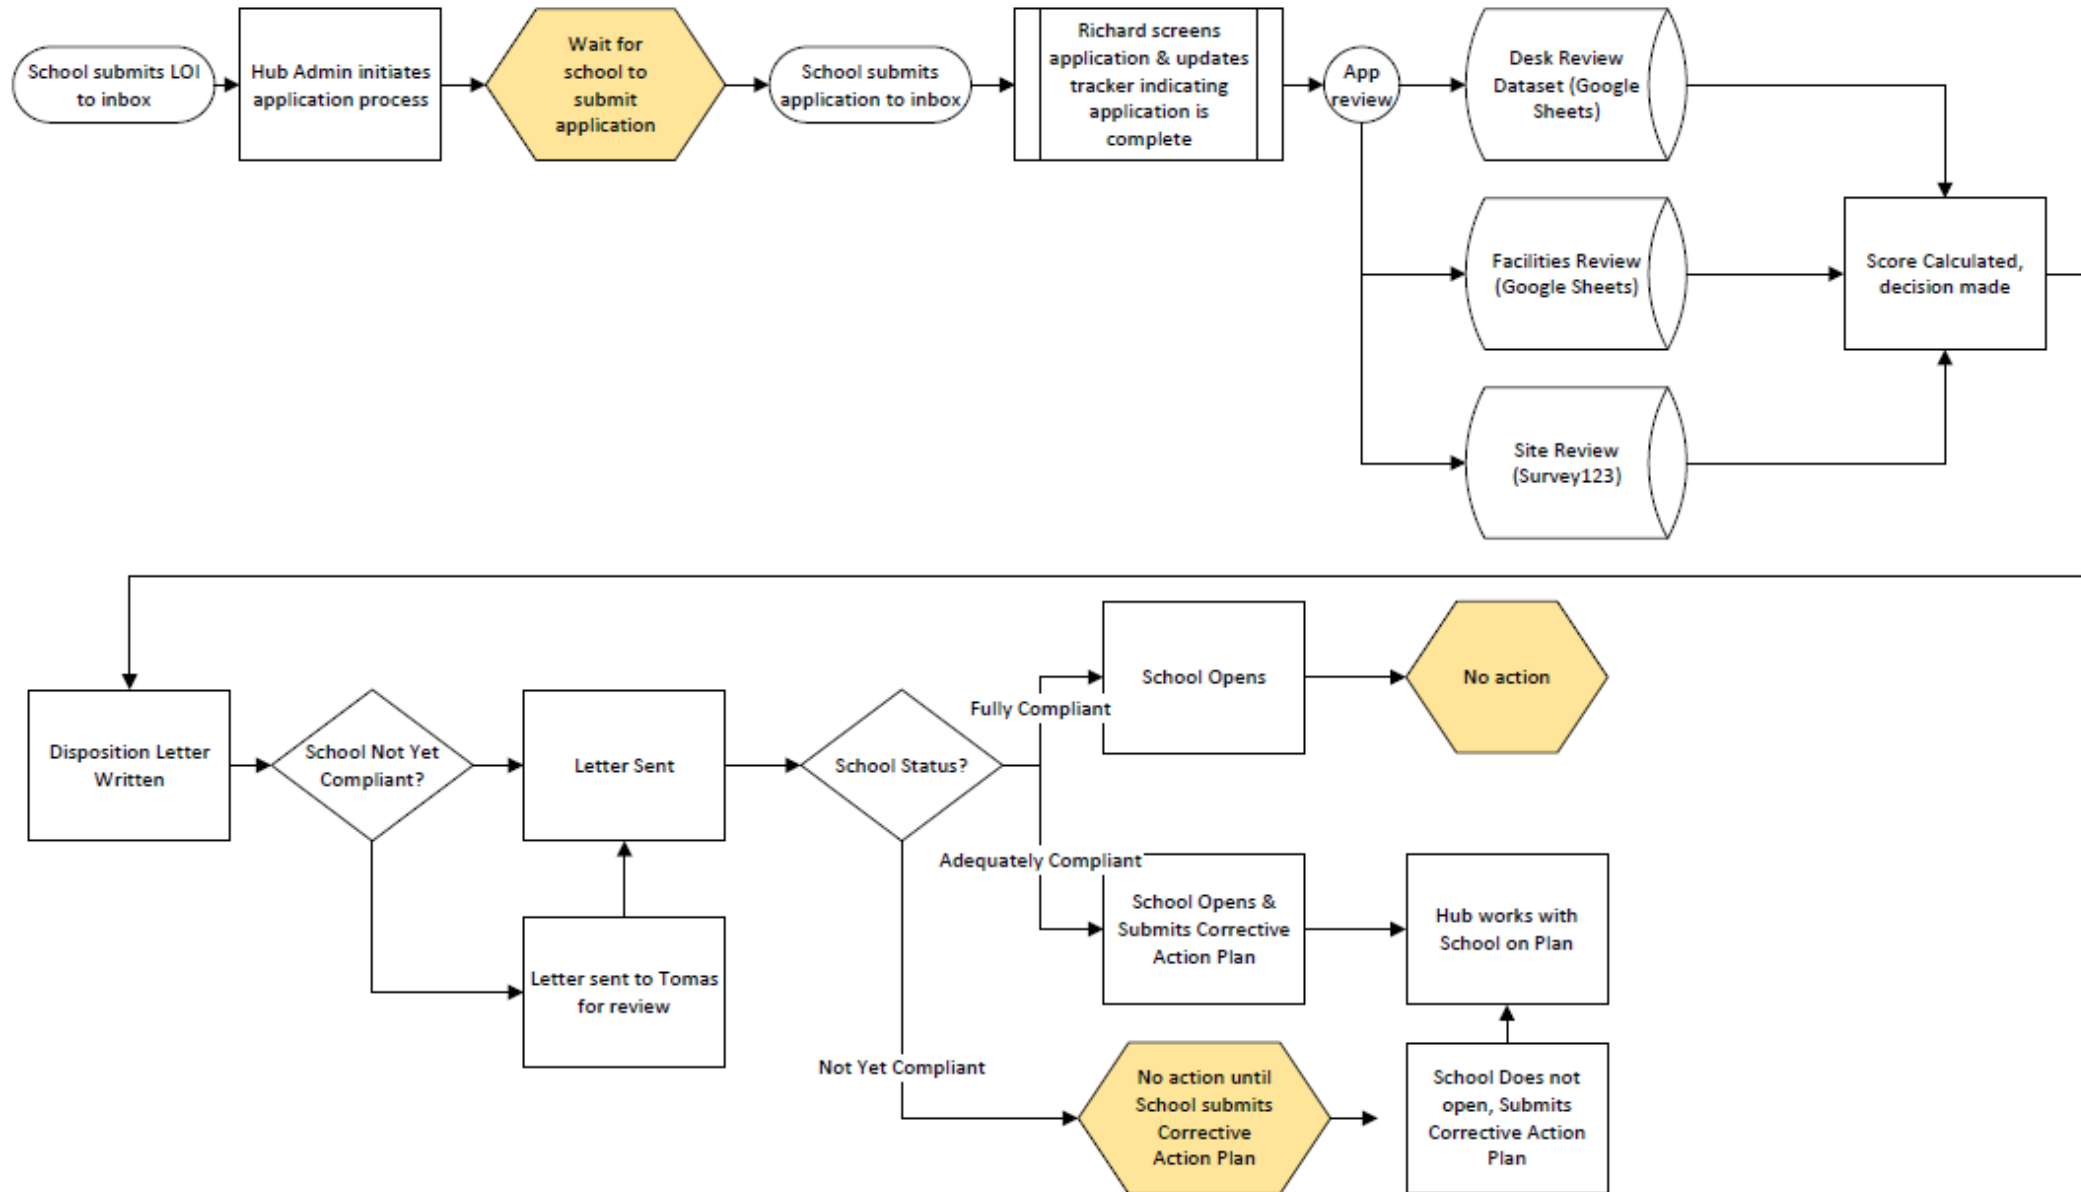 School submits LOI
to inbox
Hub Admin initiates
application process
Wait for
school to
submit
application
School submits
application to inbox
Richard screens
application & updates
tracker indicating
application is
complete
App
review
Desk Review
Dataset (Google
Sheets)
Facilities Review
(Google Sheets)
Site Review
(Survey123)
Score Calculated,
decision made
Disposition Letter
Written
School Not Yet
Compliant?
Letter Sent
Letter sent to Tomas
for review
School Status?
Fully Compliant
School Opens
No action
Adequately Compliant
School Opens &
Submits Corrective
Action Plan
Hub works with
School on Plan
Not Yet Compliant
No action until
School submits
Corrective
Action Plan
School Does not
open, Submits
Corrective Action
Plan